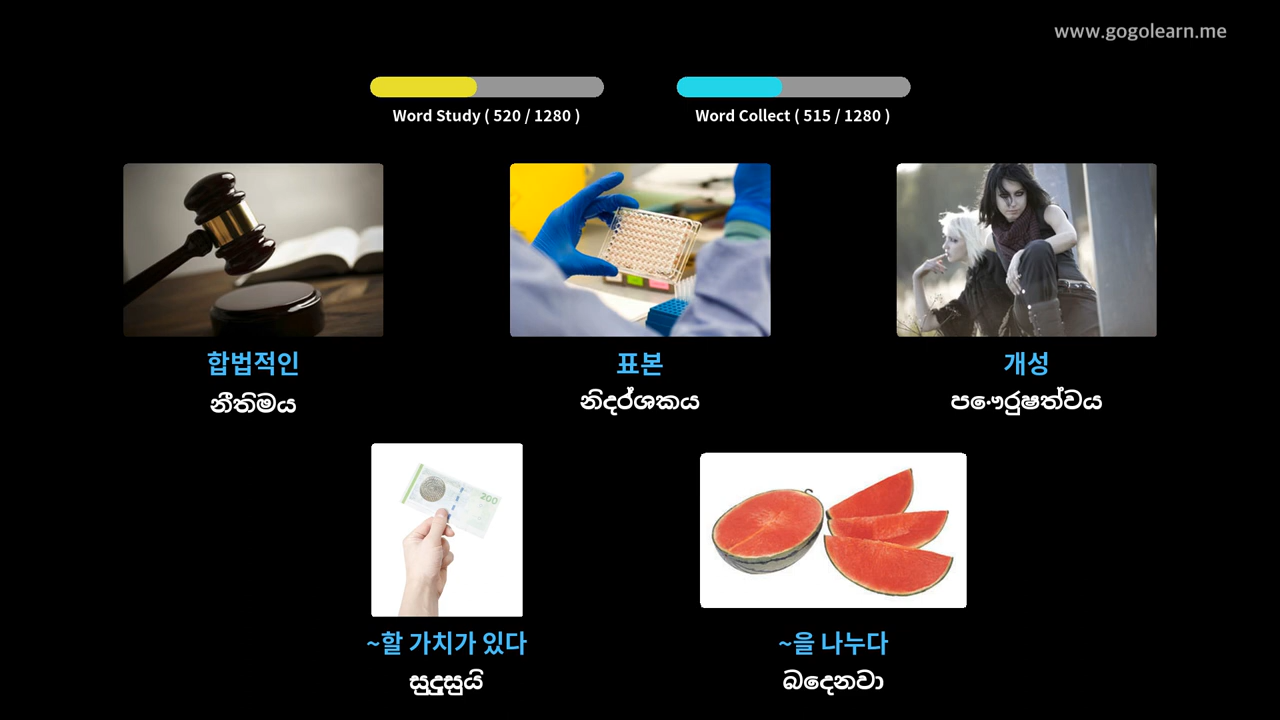 www.gogolearn.me
Word Study ( 520 / 1280 )
Word Collect ( 515 / 1280 )
합법적인
නීතිමය
표본
නිදර්ශකය
개성
පෞරුෂත්වය
200
~할 가치가 있다
සුදුසුයි
~을 나누다
බෙදෙනවා